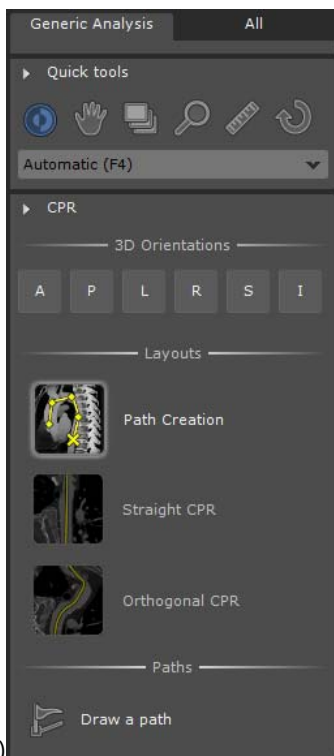 Generic Analysis All
Quick tools
Automatic (F4)
CPR
3D Orientations
A P L R S I
Layouts
Path Creation
Straight CPR
Orthogonal CPR
Paths
Draw a path
)